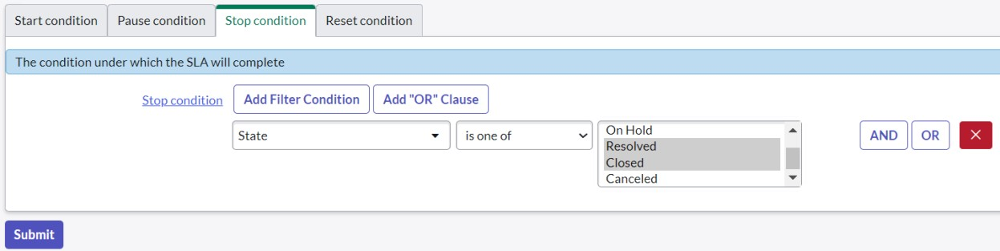 Start condition Pause condition Stop condition Reset condition
The condition under which the SLA will complete
Stop condition Add Filter Condition Add "OR" Clause
State is one of On Hold AND OR ×
Resolved
Closed
Canceled
Submit